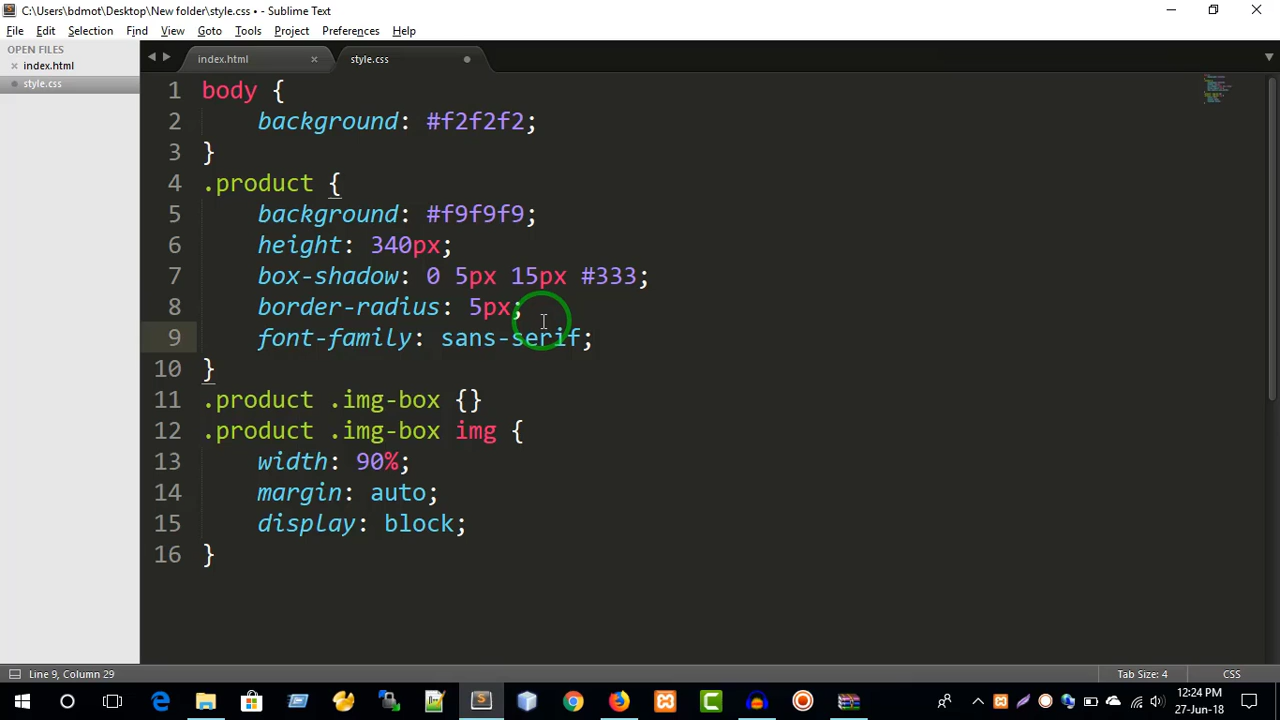 C:\Users\bdmot\Desktop\New folder\style.css • - Sublime Text
File Edit Selection Find View Goto Tools Project Preferences Help
OPEN FILES
index.html
style.css
index.html
style.css
1 body {
2 background: #f2f2f2;
3 }
4 .product {
5 background: #f9f9f9;
6 height: 340px;
7 box-shadow: 0 5px 15px #333;
8 border-radius: 5px;
9 font-family: sans-serif;
10 }
11 .product .img-box {}
12 .product .img-box img {
13 width: 90%;
14 margin: auto;
15 display: block;
16 }
Line 9, Column 29
Tab Size: 4
CSS
12:24 PM
27-Jun-18